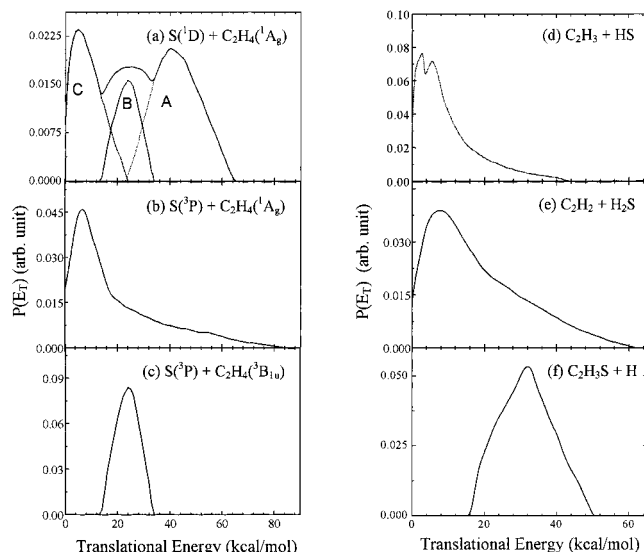 (a) S(¹D) + C₂H₄(¹Ag)
0.0225
0.0150
0.0075
0.0000
C
B
A
(b) S(³P) + C₂H₄(¹Ag)
0.045
0.030
0.015
0.000
P(E_T) (arb. unit)
(c) S(³P) + C₂H₄(³B₁ᵤ)
0.09
0.06
0.03
0.00
0 20 40 60 80
Translational Energy (kcal/mol)
(d) C₂H₃ + HS
0.10
0.08
0.06
0.04
0.02
0.00
(e) C₂H₂ + H₂S
0.030
0.015
0.000
P(E_T) (arb. unit)
(f) C₂H₃S + H
0.050
0.025
0.000
0 20 40 60
Translational Energy (kcal/mol)